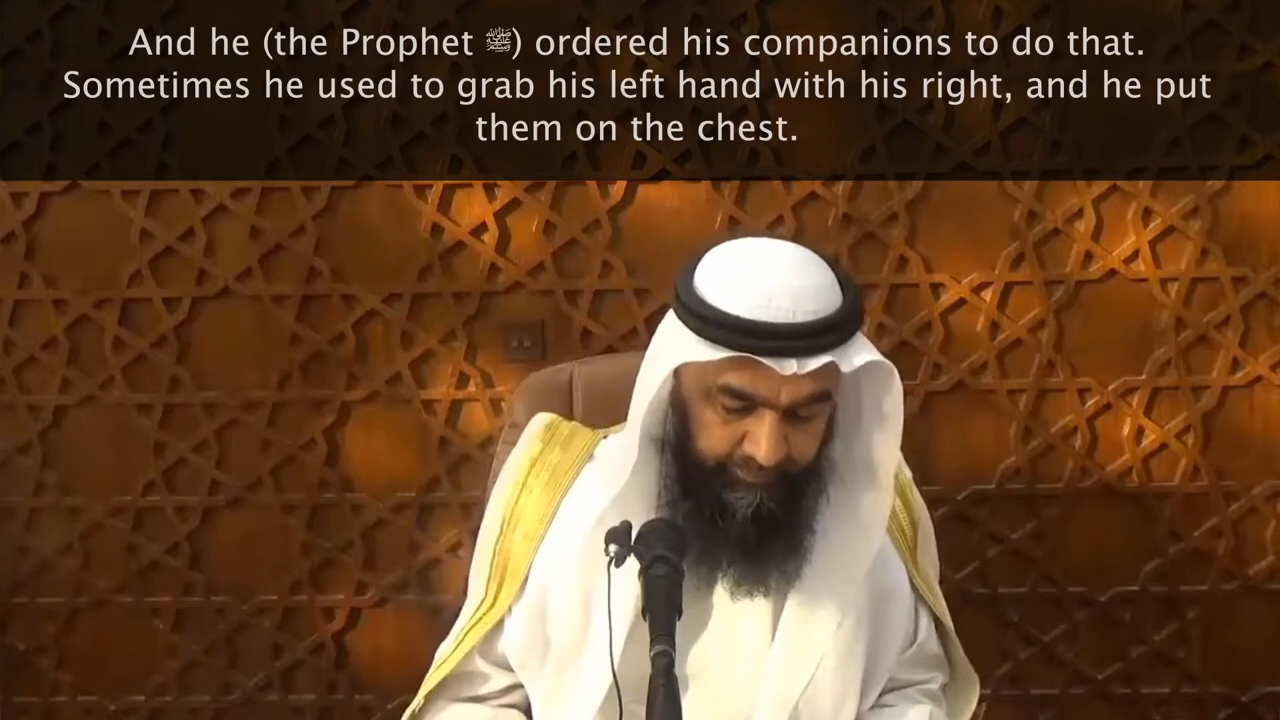 And he (the Prophet ﷺ) ordered his companions to do that.
Sometimes he used to grab his left hand with his right, and he put
them on the chest.